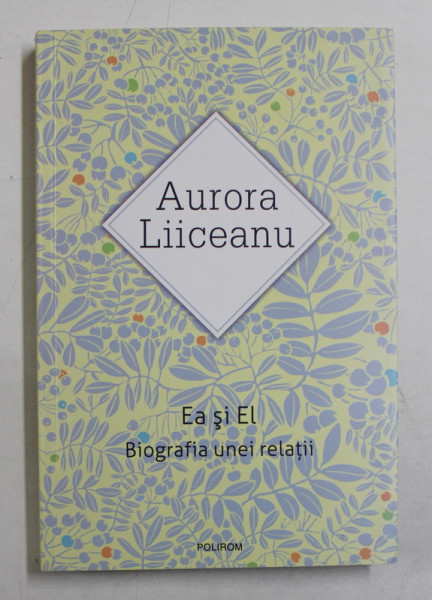 Aurora
Liiceanu
Ea şi El
Biografia unei relaţii
POLIROM